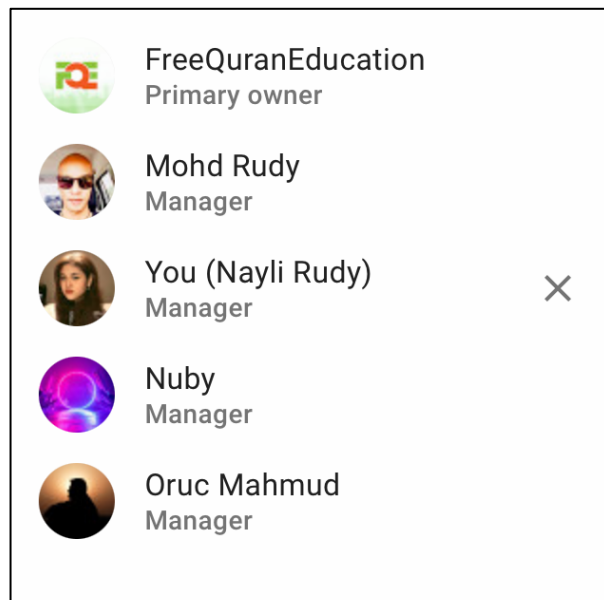 FQE
FreeQuranEducation
Primary owner
Mohd Rudy
Manager
You (Nayli Rudy)
Manager
Nuby
Manager
Oruc Mahmud
Manager